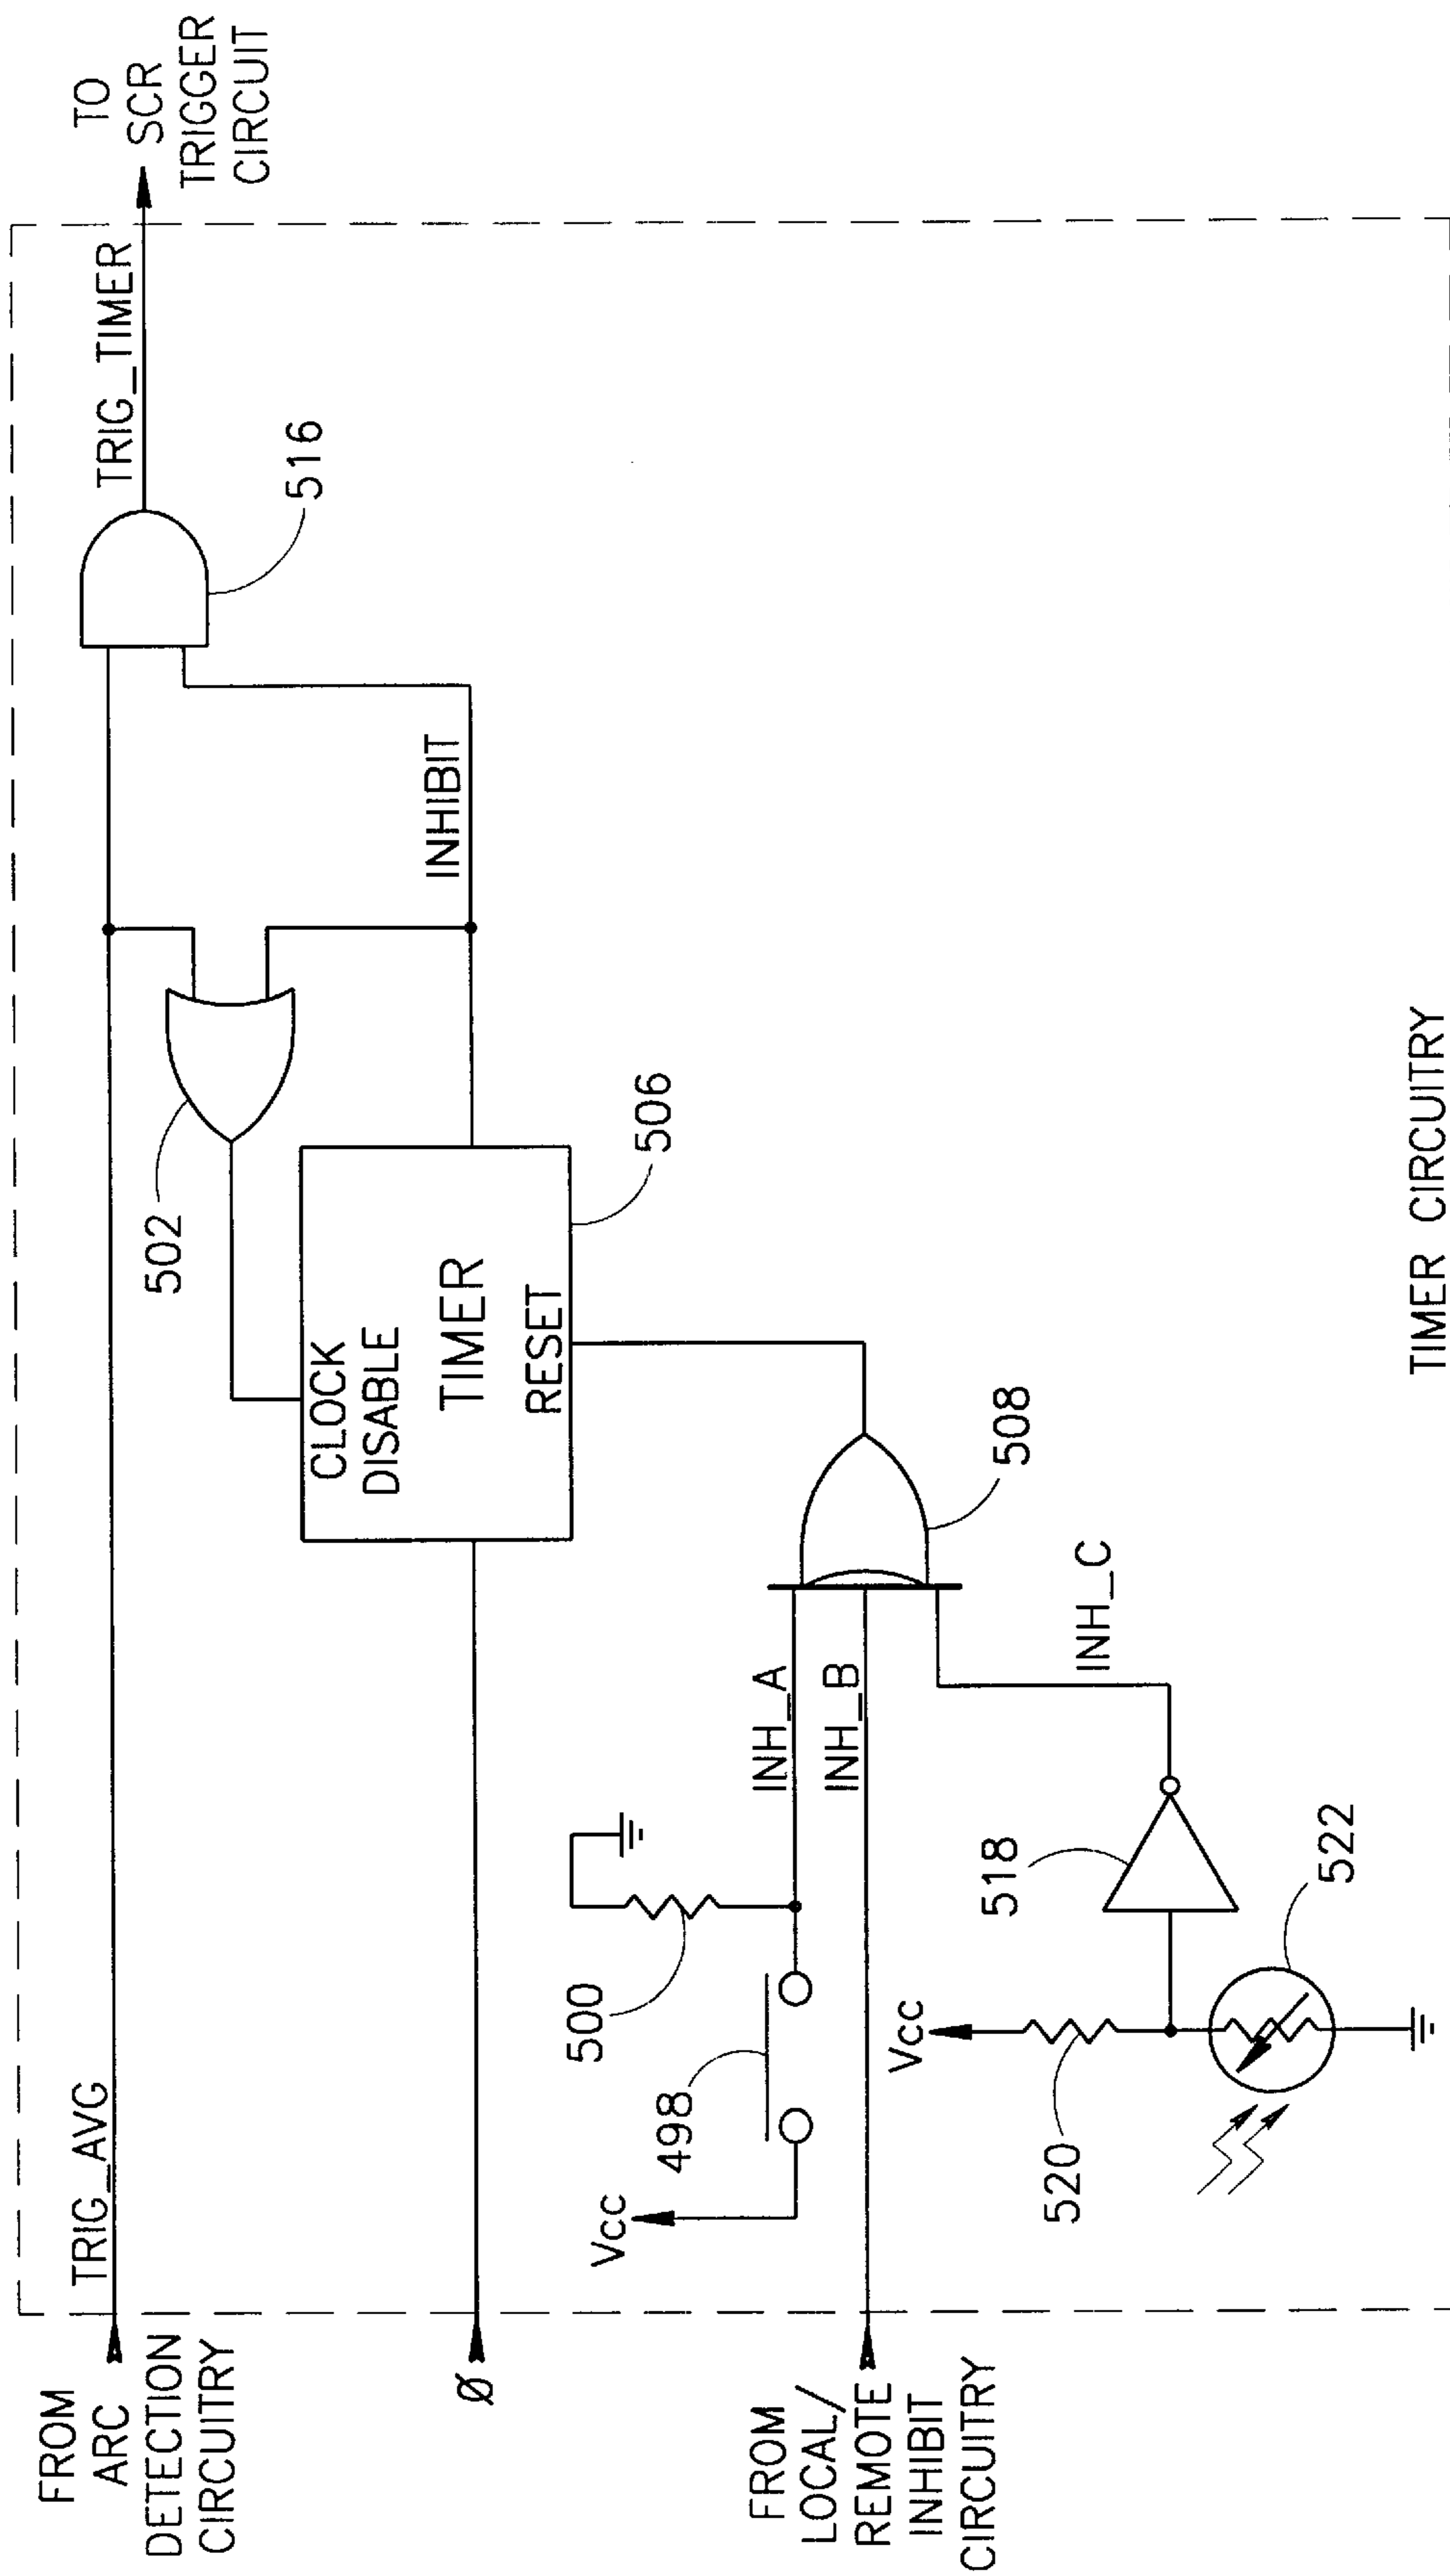 FROM
ARC
DETECTION
CIRCUITRY
TRIG_AVG
TRIG_TIMER
TO
SCR
TRIGGER
CIRCUIT
516
502
INHIBIT
CLOCK
DISABLE
TIMER
RESET
506
Ø
500
Vcc
498
INH_A
INH_B
508
FROM
LOCAL/
REMOTE
INHIBIT
CIRCUITRY
Vcc
518
INH_C
520
522
TIMER CIRCUITRY